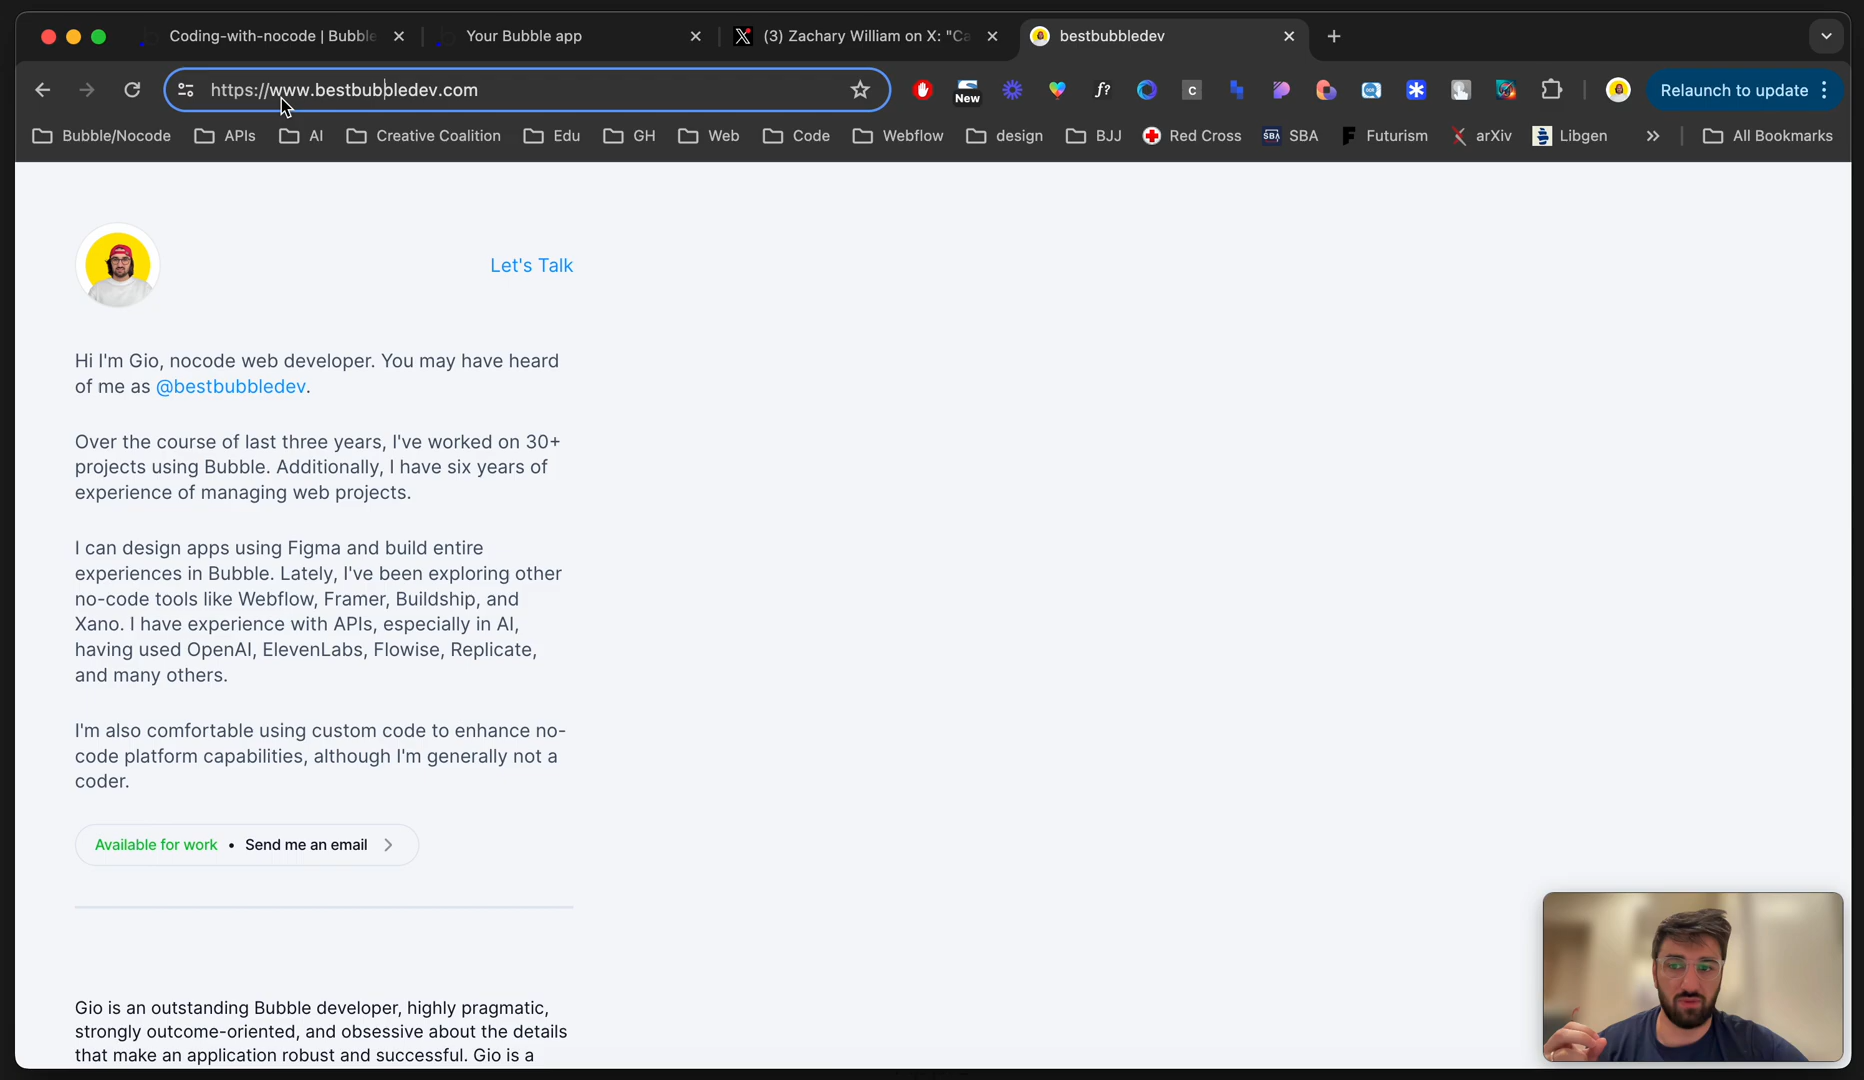 Coding-with-nocode | Bubble
Your Bubble app
(3) Zachary William on X: "Ca
bestbubbledev
https://www.bestbubbledev.com
New
f?
C
Relaunch to update
Bubble/Nocode
APIs
AI
Creative Coalition
Edu
GH
Web
Code
Webflow
design
BJJ
Red Cross
SBA
SBA
Futurism
arXiv
Libgen
All Bookmarks
Let's Talk
Hi I'm Gio, nocode web developer. You may have heard
of me as @bestbubbledev.
Over the course of last three years, I've worked on 30+
projects using Bubble. Additionally, I have six years of
experience of managing web projects.
I can design apps using Figma and build entire
experiences in Bubble. Lately, I've been exploring other
no-code tools like Webflow, Framer, Buildship, and
Xano. I have experience with APIs, especially in AI,
having used OpenAI, ElevenLabs, Flowise, Replicate,
and many others.
I'm also comfortable using custom code to enhance no-
code platform capabilities, although I'm generally not a
coder.
Available for work • Send me an email
Gio is an outstanding Bubble developer, highly pragmatic,
strongly outcome-oriented, and obsessive about the details
that make an application robust and successful. Gio is a